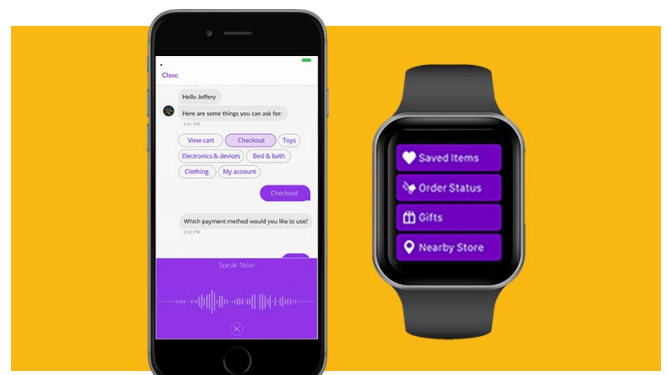 Close
Hello Jeffery
Here are some things you can ask for:
4:21 PM
View cart Checkout Toys
Electronics & devices Bed & bath
Clothing My account
Checkout
Which payment method would you like to use?
4:22 PM
Speak Now
Saved Items
Order Status
Gifts
Nearby Store